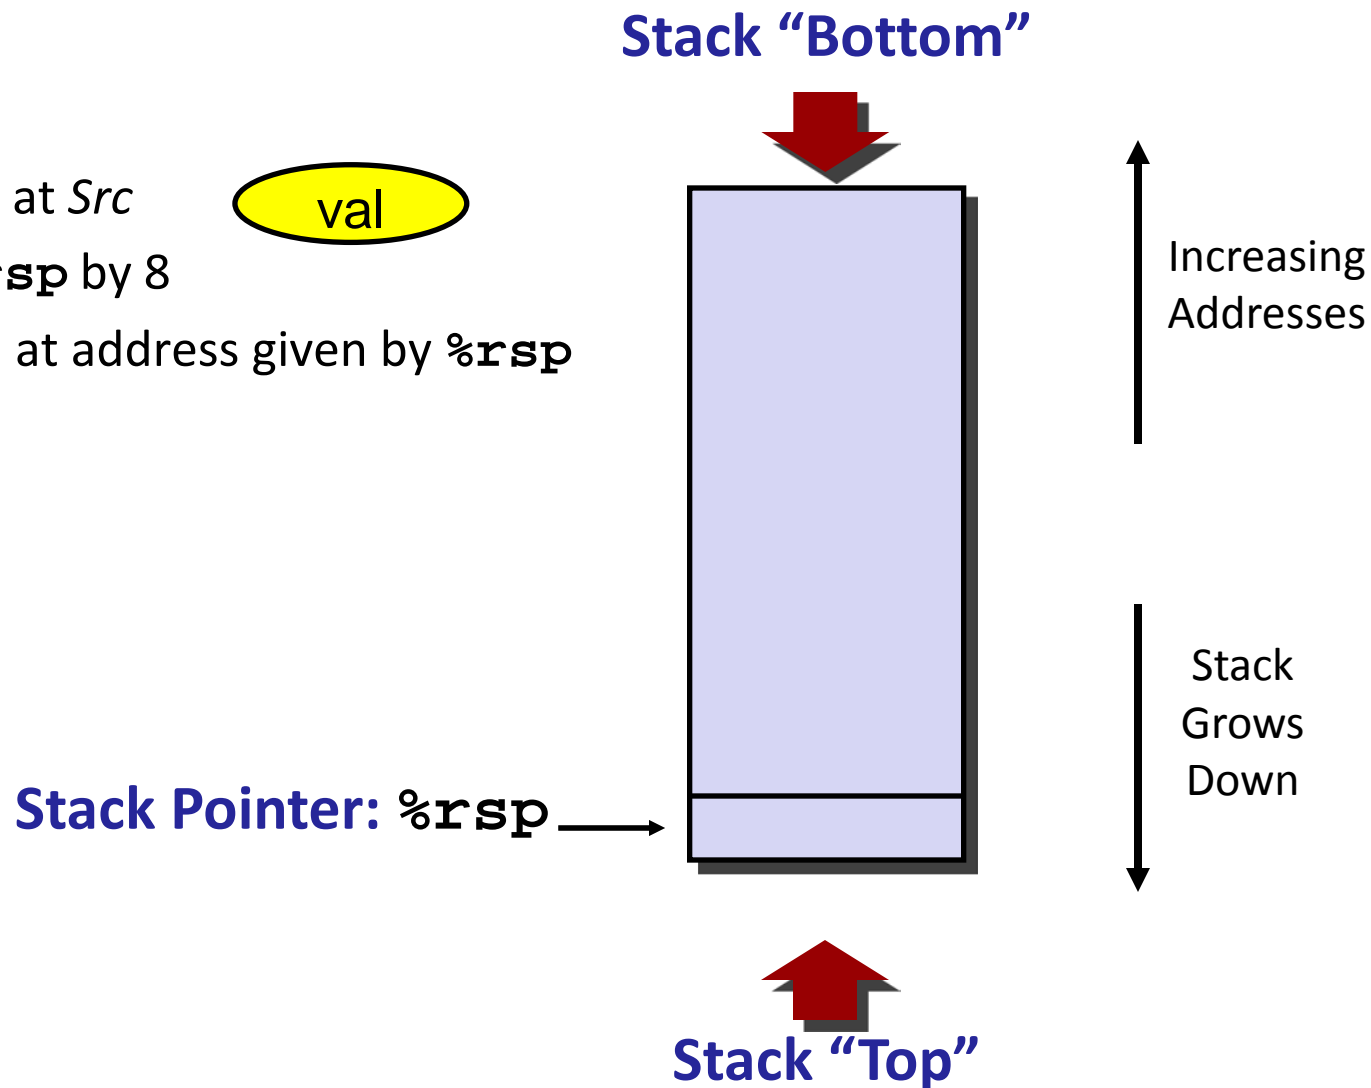 Stack “Bottom”
at Src
val
sp by 8
at address given by %rsp
Increasing
Addresses
Stack
Grows
Down
Stack Pointer: %rsp
Stack “Top”